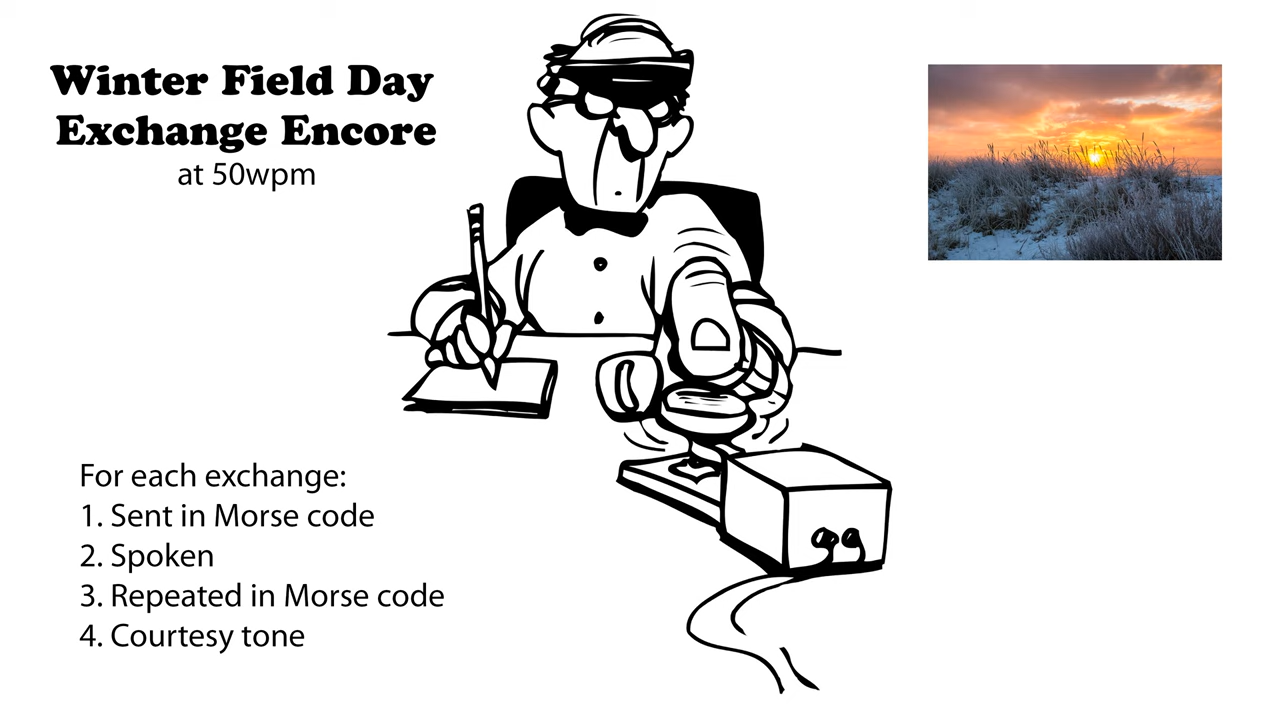 Winter Field Day
Exchange Encore
at 50wpm
For each exchange:
1. Sent in Morse code
2. Spoken
3. Repeated in Morse code
4. Courtesy tone